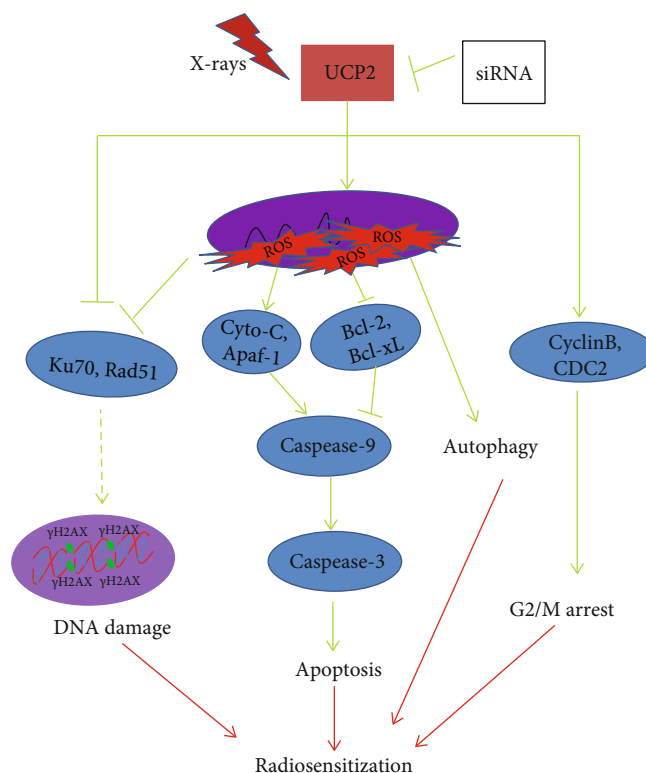 X-rays
UCP2
siRNA
ROS
ROS
ROS
Ku70, Rad51
Cyto-C,
Apaf-1
Bcl-2,
Bcl-xL
CyclinB,
CDC2
Caspease-9
Autophagy
γH2AX γH2AX
γH2AX γH2AX
Caspease-3
DNA damage
G2/M arrest
Apoptosis
Radiosensitization